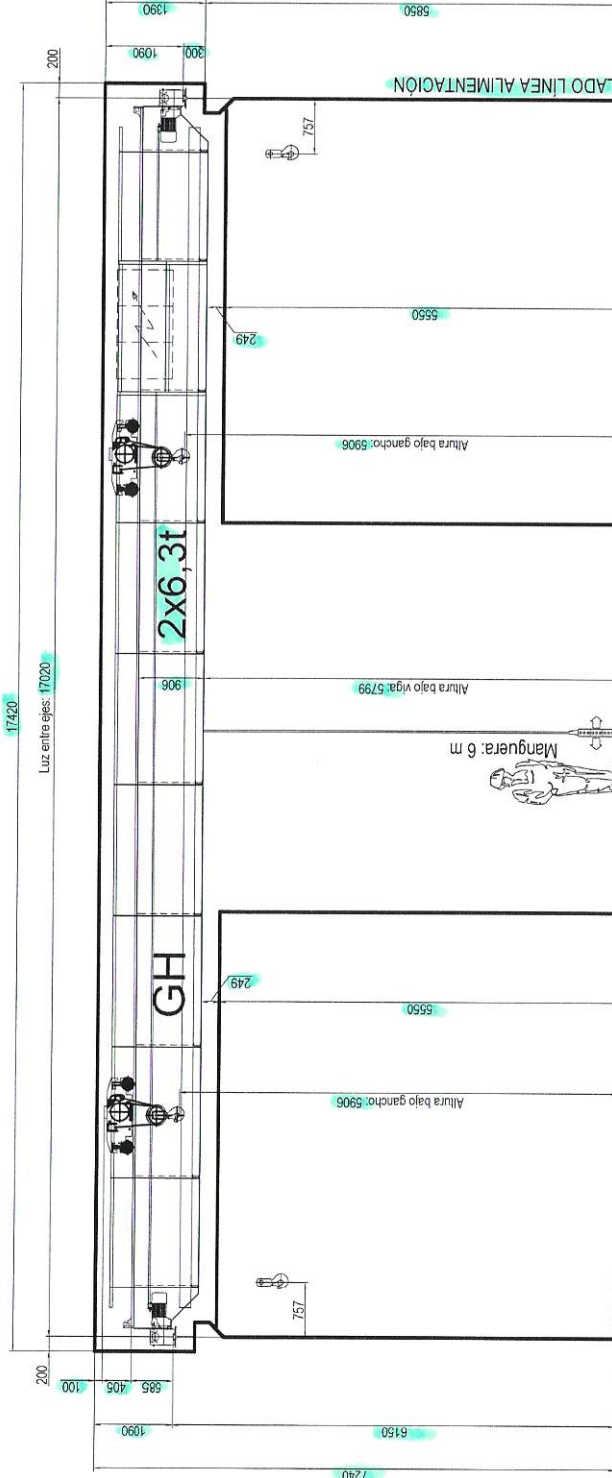 17420
Luz entre ejes: 17020
200
1390
1090
300
5850
LADO LÍNEA ALIMENTACIÓN
757
249
5550
Altura bajo gancho: 5906
2x6,3t
906
Altura bajo viga: 5799
Manguera: 6 m
GH
249
5550
Altura bajo gancho: 5906
757
200
100
405
585
1090
6150
7240